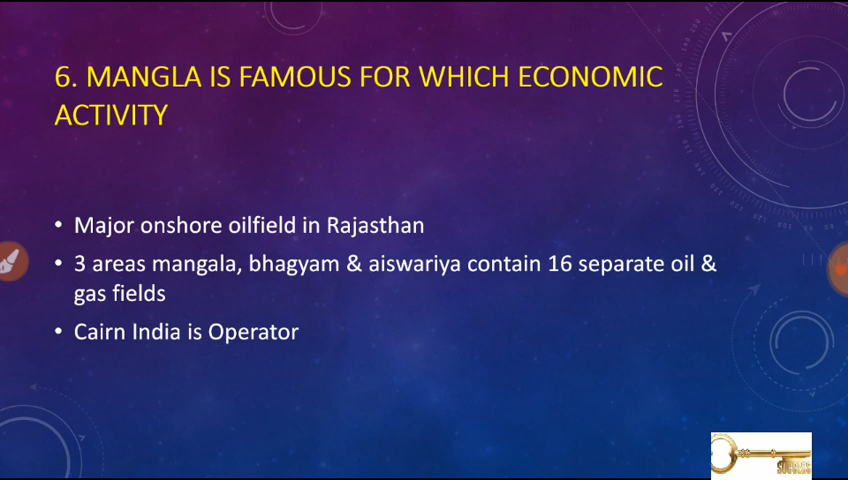 6. MANGLA IS FAMOUS FOR WHICH ECONOMIC
ACTIVITY
• Major onshore oilfield in Rajasthan
• 3 areas mangala, bhagyam & aiswariya contain 16 separate oil &
gas fields
• Cairn India is Operator